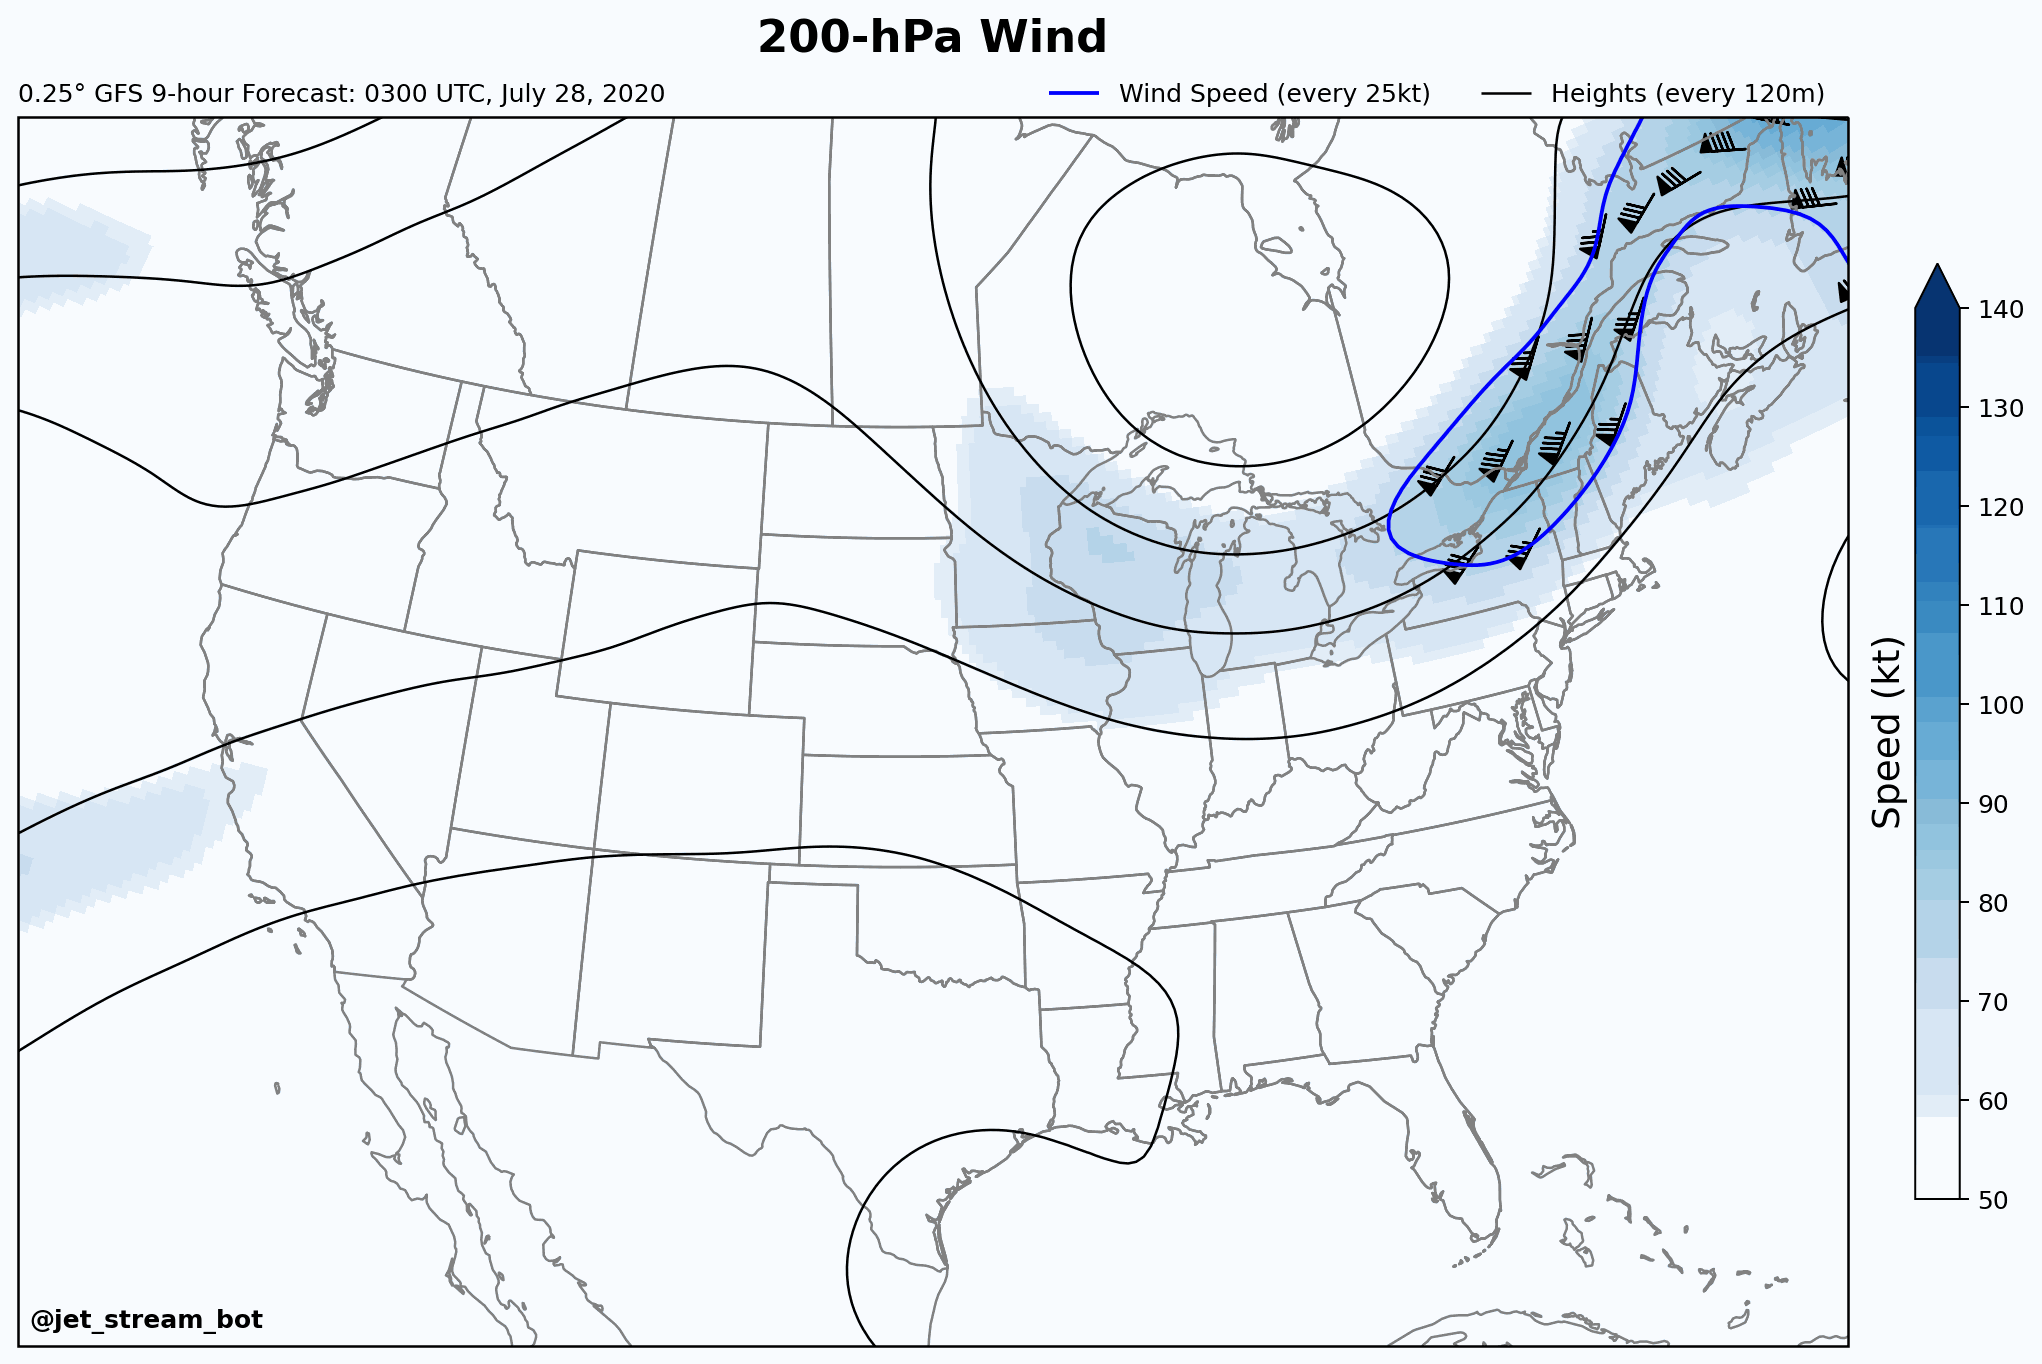 200-hPa Wind
0.25° GFS 9-hour Forecast: 0300 UTC, July 28, 2020
Wind Speed (every 25kt)
Heights (every 120m)
140
130
120
110
100
90
80
70
60
50
Speed (kt)
@jet_stream_bot